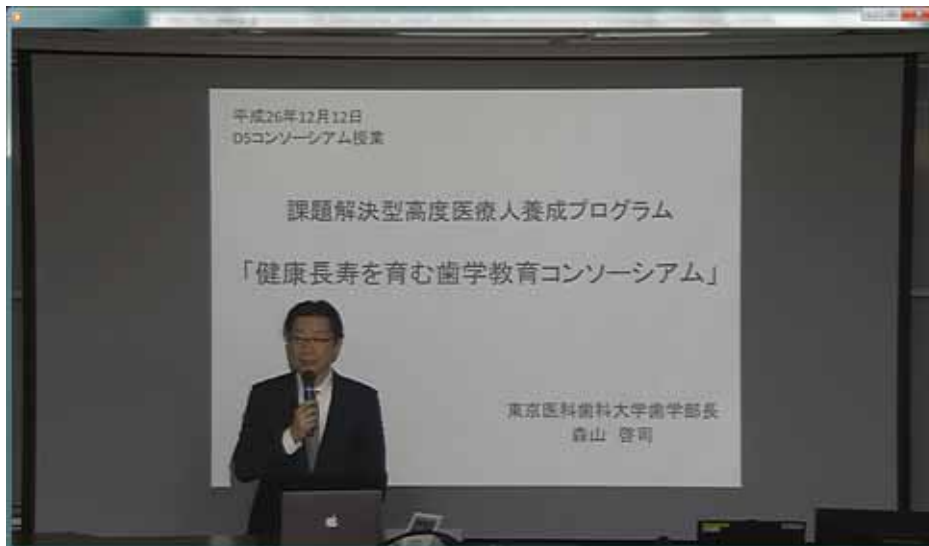 平成26年12月12日
D5コンソーシアム授業
課題解決型高度医療人養成プログラム
「健康長寿を育む歯学教育コンソーシアム」
東京医科歯科大学歯学部長
森山 啓司